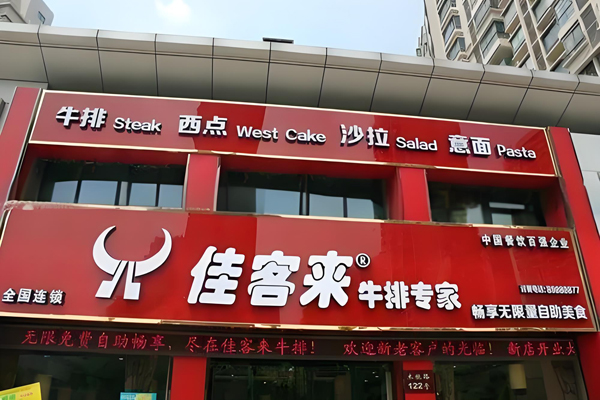 牛排 Steak 西点 West Cake 沙拉 Salad 意面 Pasta
中国餐饮百强企业
佳客来® 牛排专家
全国连锁
畅享无限量自助美食
无限免费自助畅享，尽在佳客来牛排！ 欢迎新老客户的光临！ 新店开业
122号